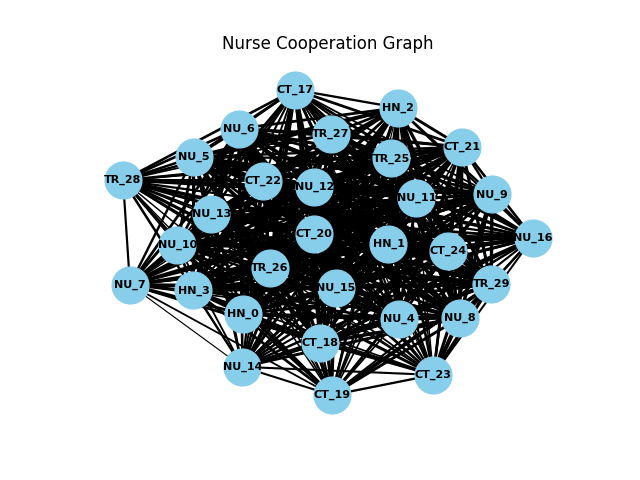 Nurse Cooperation Graph
CT_17
HN_2
NU_6
TR_27
CT_21
NU_5
TR_25
TR_28
CT_22
NU_12
NU_9
NU_11
NU_13
CT_20
NU_16
NU_10
HN_1
CT_24
TR_26
NU_7
TR_29
HN_3
NU_15
HN_0
NU_4
NU_8
CT_18
NU_14
CT_23
CT_19